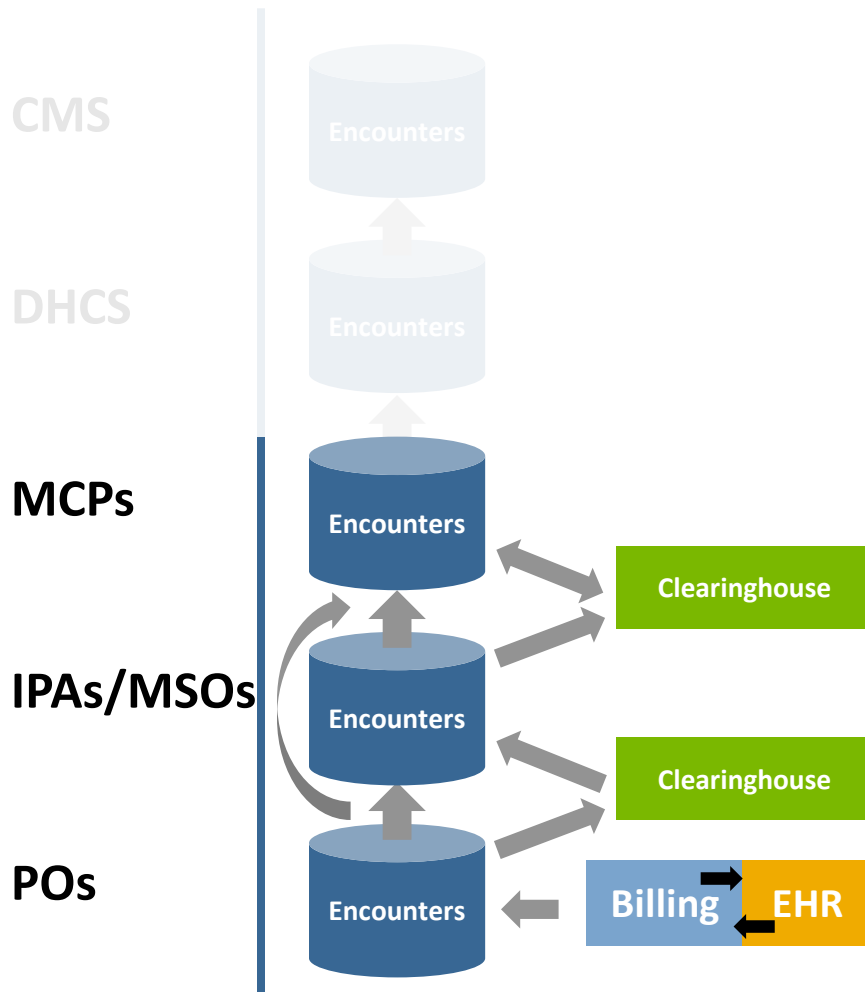 CMS
Encounters
DHCS
Encounters
MCPs
Encounters
Clearinghouse
IPAs/MSOs
Encounters
Clearinghouse
POs
Encounters
Billing
EHR